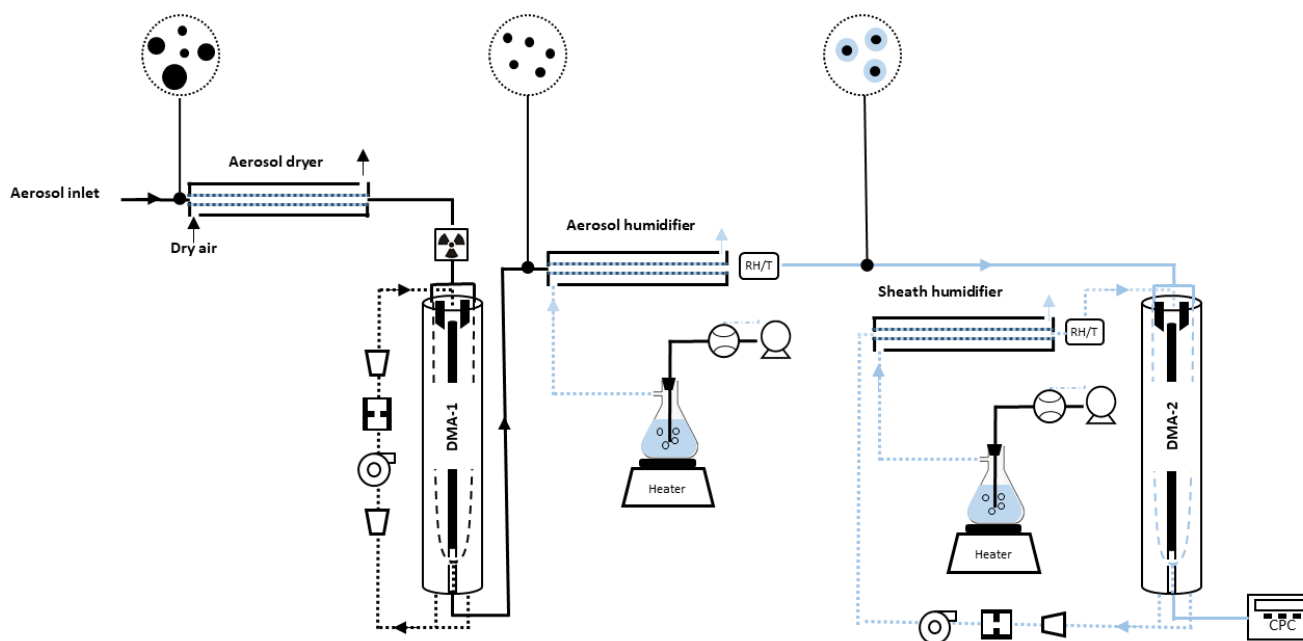 Aerosol dryer
Aerosol inlet
Dry air
Aerosol humidifier
RH/T
Sheath humidifier
RH/T
DMA-1
DMA-2
Heater
Heater
CPC